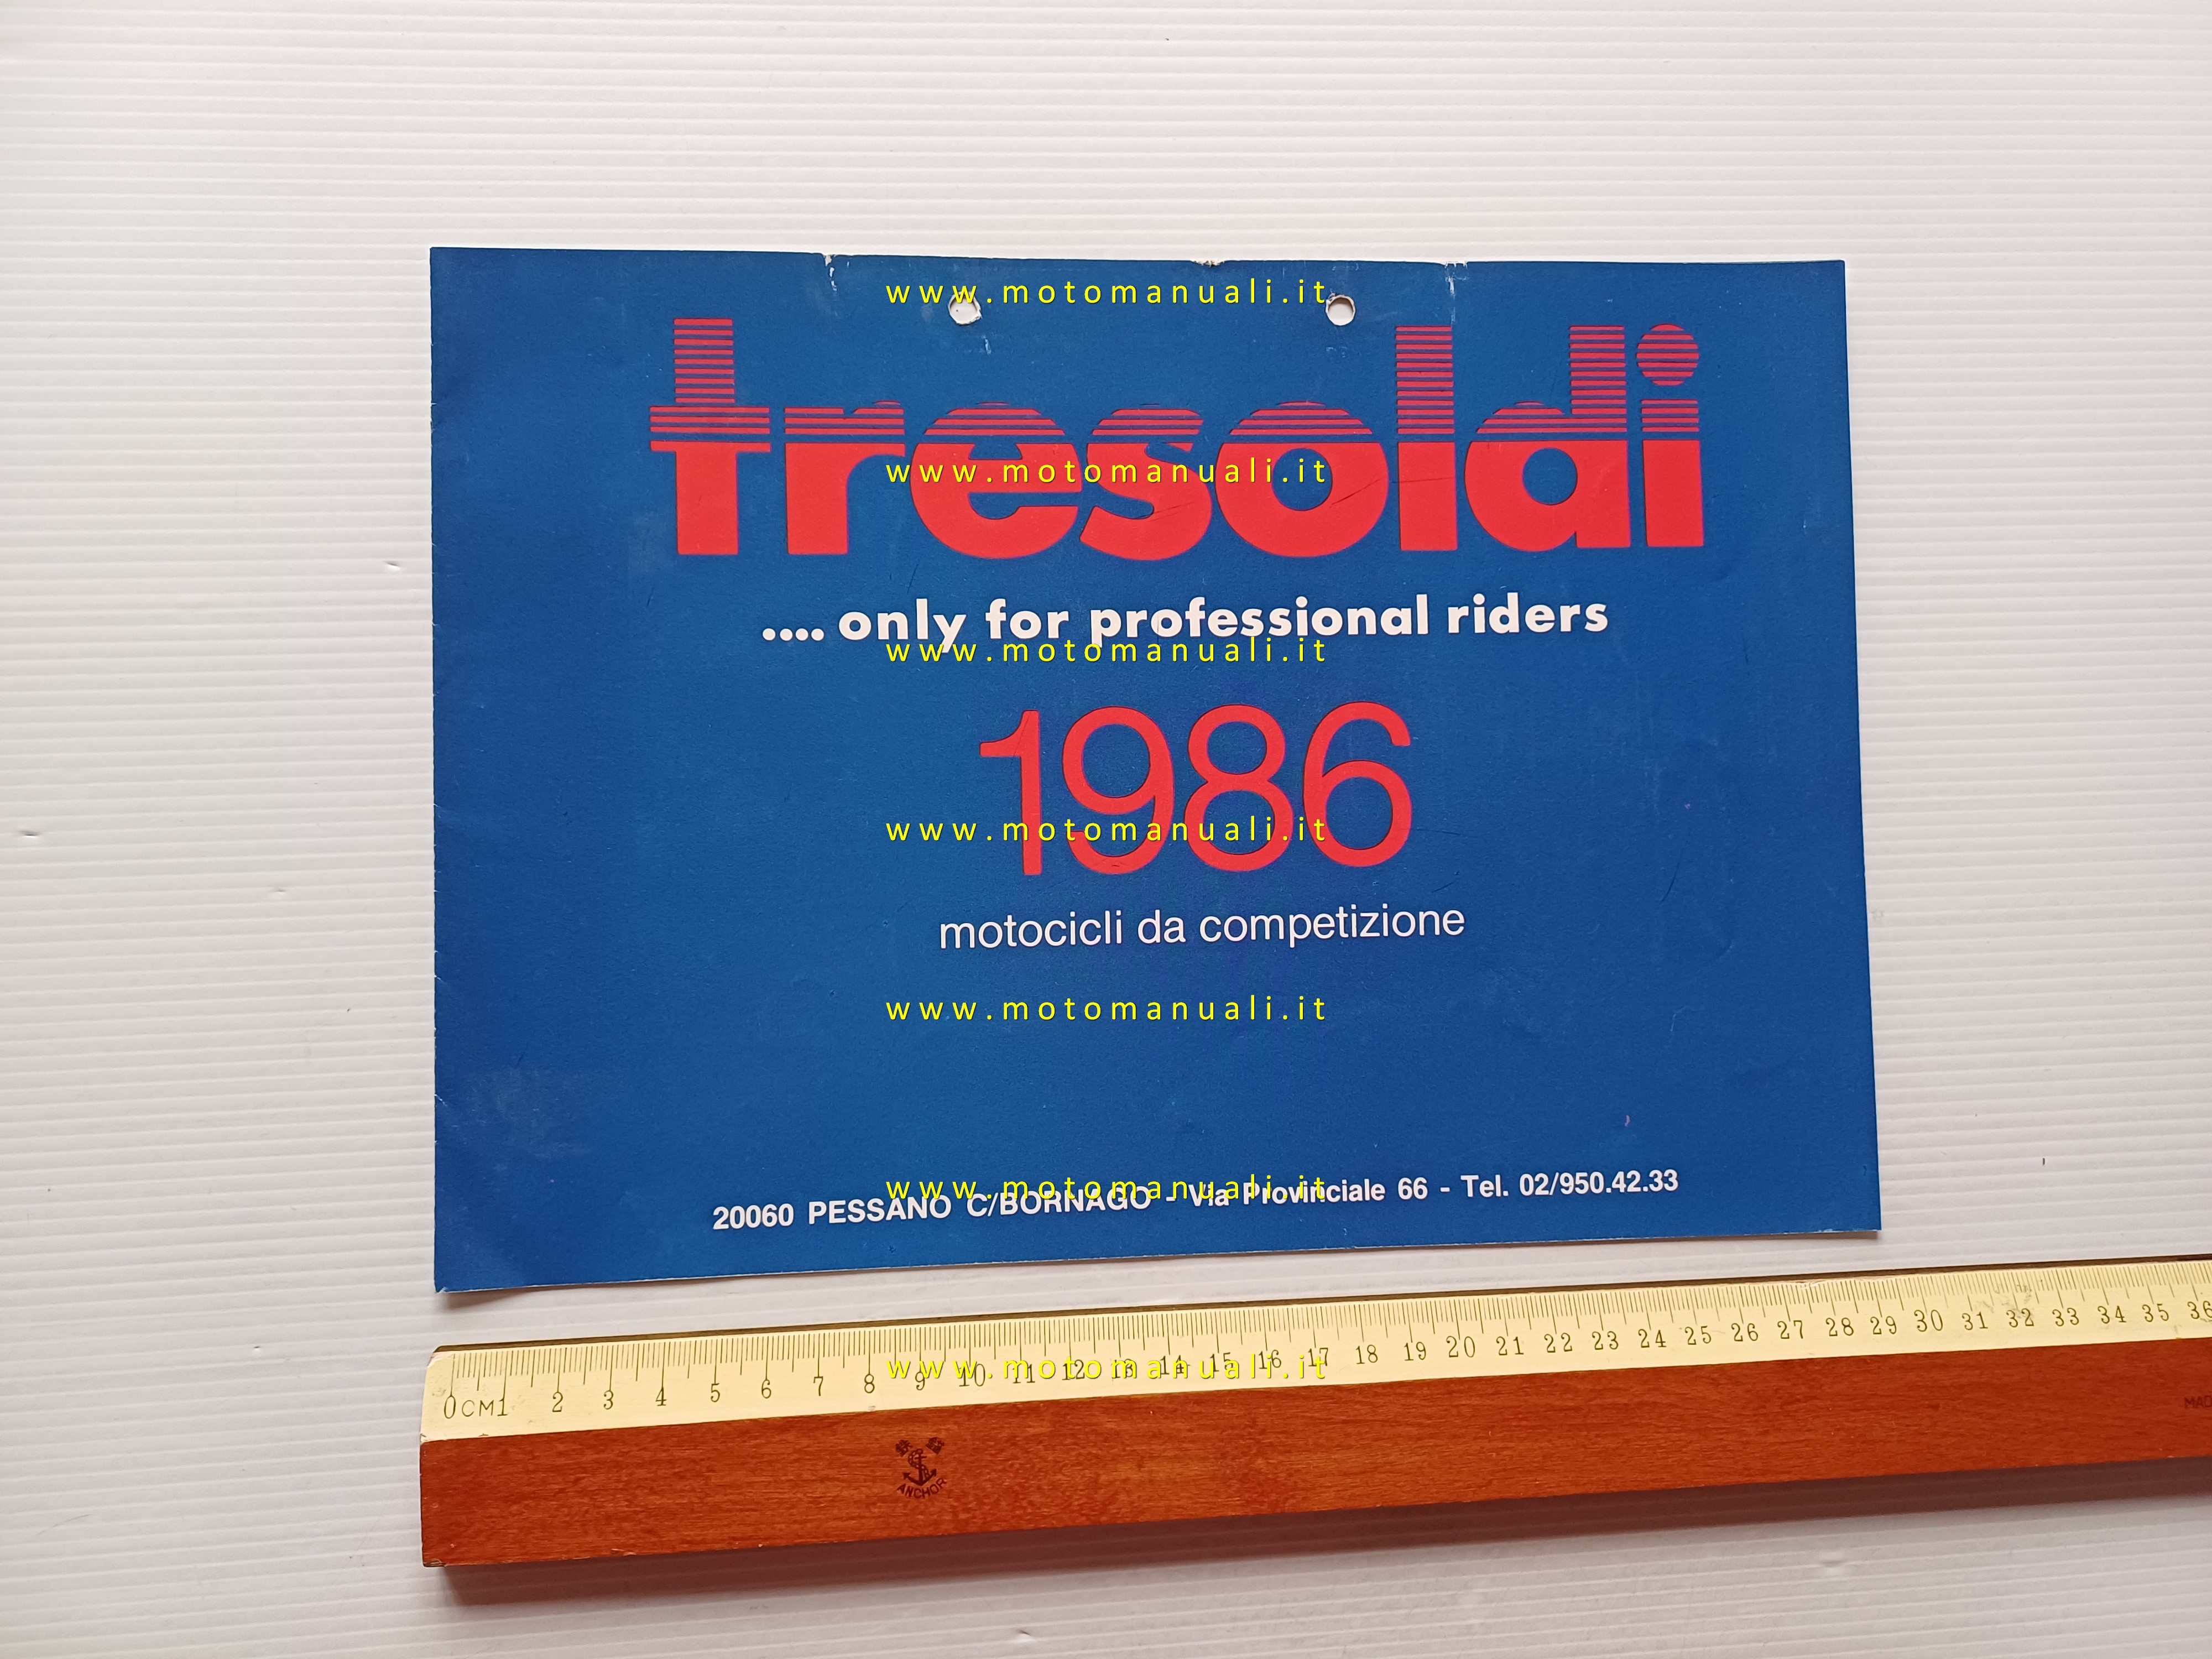 www.motomanuali.it
tresoldi
www.motomanuali.it
.... only for professional riders
www.motomanuali.it
1986
www.motomanuali.it
motocicli da competizione
www.motomanuali.it
www.motomanuali.it
20060 PESSANO C/BORNAGO - Via Provinciale 66 - Tel. 02/950.42.33
0CM1 2 3 4 5 6 7 8 9 10 11 12 13 14 15 16 17 18 19 20 21 22 23 24 25 26 27 28 29 30 31 32 33 34 35 36
www.motomanuali.it
ANCHOR